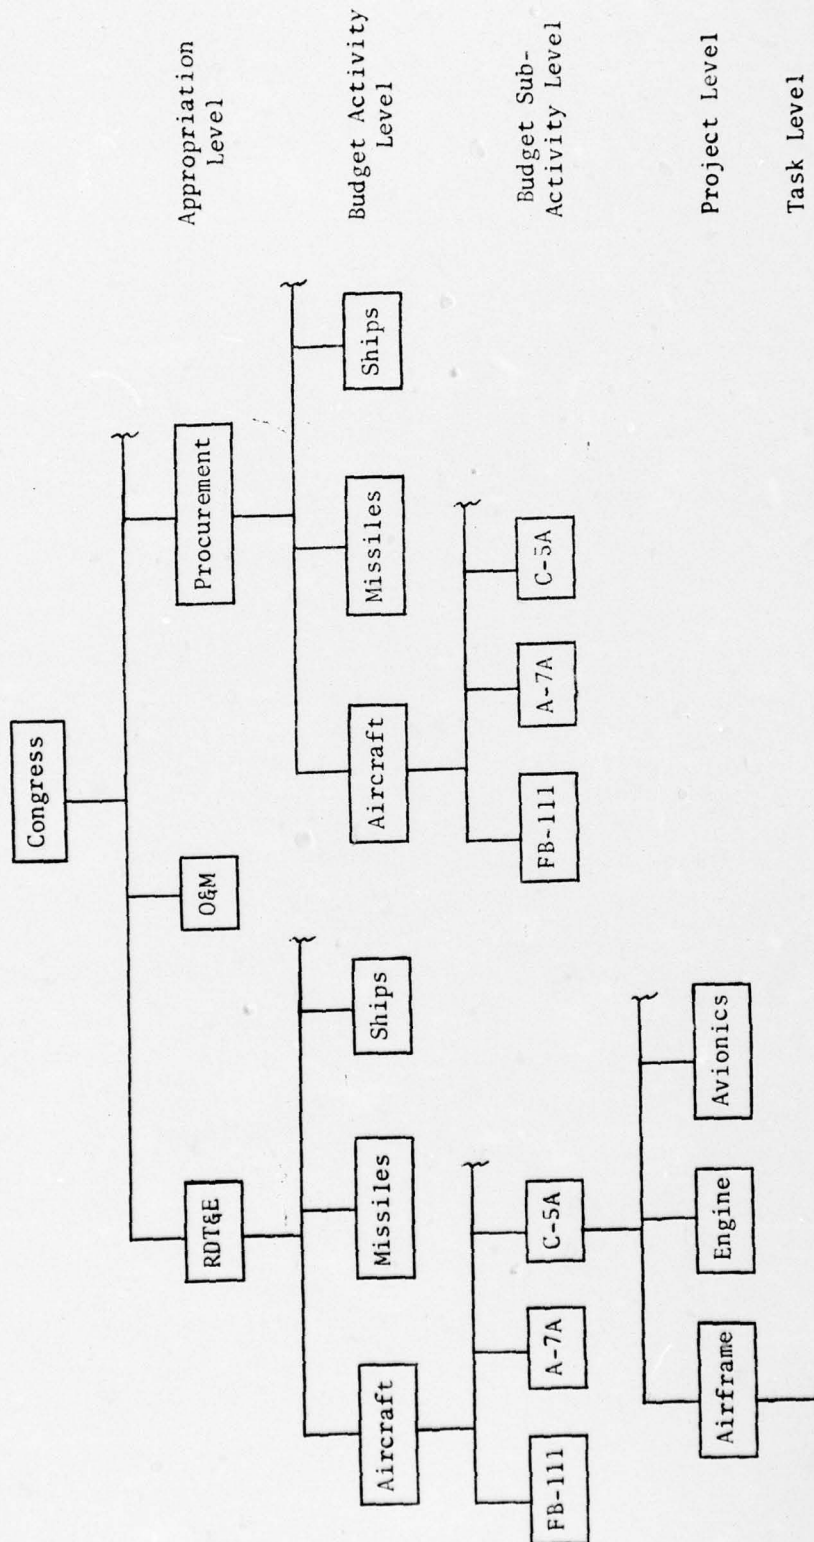 Congress
Appropriation
Level
RDT&E
O&M
Procurement
Budget Activity
Level
Aircraft
Missiles
Ships
Aircraft
Missiles
Ships
Budget Sub-
Activity Level
FB-111
A-7A
C-5A
FB-111
A-7A
C-5A
Project Level
Airframe
Engine
Avionics
Task Level